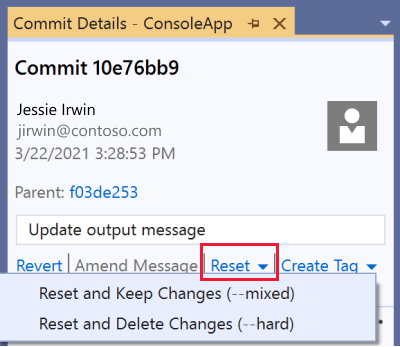 Commit Details - ConsoleApp
Commit 10e76bb9
Jessie Irwin
jirwin@contoso.com
3/22/2021 3:28:53 PM
Parent: f03de253
Update output message
Revert | Amend Message | Reset Create Tag
Reset and Keep Changes (--mixed)
Reset and Delete Changes (--hard)